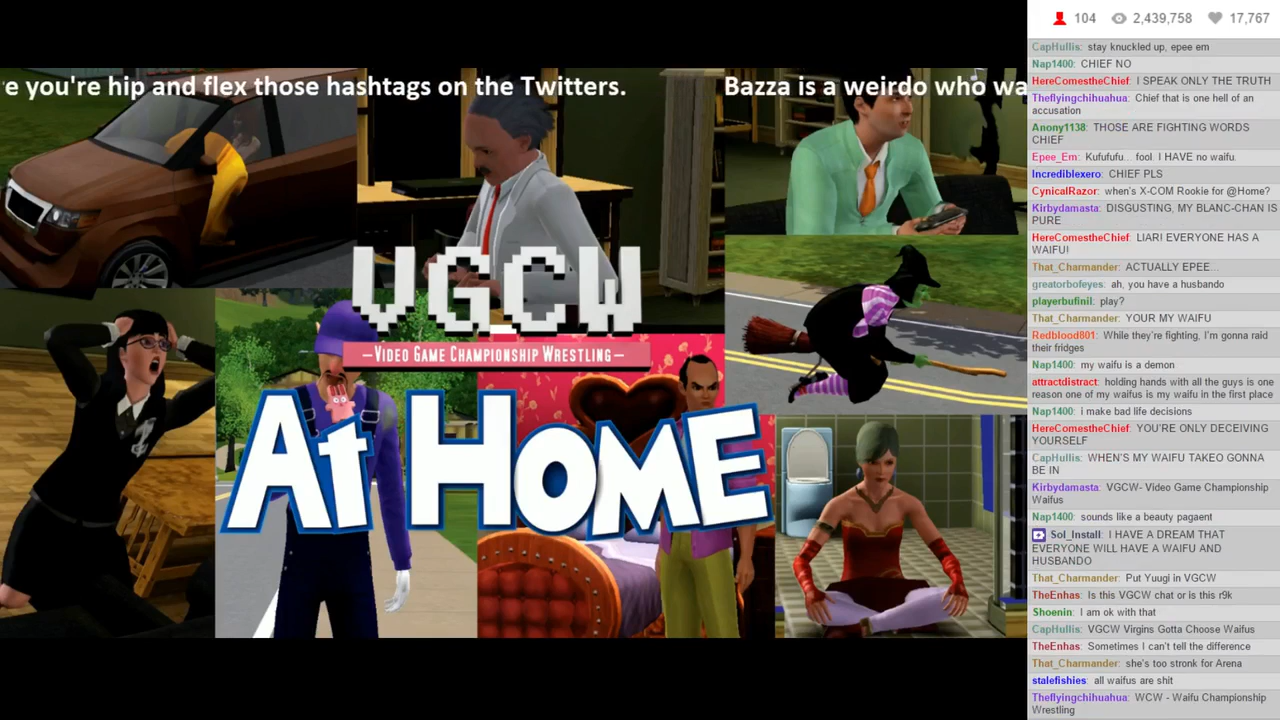 104 2,439,758 17,767
e you're hip and flex those hashtags on the Twitters. Bazza is a weirdo who wa
VGCW
–VIDEO GAME CHAMPIONSHIP WRESTLING–
At HOME
CapHullis: stay knuckled up, epee em
Nap1400: CHIEF NO
HereComestheChief: I SPEAK ONLY THE TRUTH
Theflyingchihuahua: Chief that is one hell of an
accusation
Anony1138: THOSE ARE FIGHTING WORDS
CHIEF
Epee_Em: Kufufufu... fool. I HAVE no waifu.
Incrediblexero: CHIEF PLS
CynicalRazor: when's X-COM Rookie for @Home?
Kirbydamasta: DISGUSTING, MY BLANC-CHAN IS
PURE
HereComestheChief: LIAR! EVERYONE HAS A
WAIFU!
That_Charmander: ACTUALLY EPEE...
greatorbofeyes: ah, you have a husbando
playerbufinil: play?
That_Charmander: YOUR MY WAIFU
Redblood801: While they're fighting, I'm gonna raid
their fridges
Nap1400: my waifu is a demon
attractdistract: holding hands with all the guys is one
reason one of my waifus is my waifu in the first place
Nap1400: i make bad life decisions
HereComestheChief: YOU'RE ONLY DECEIVING
YOURSELF
CapHullis: WHEN'S MY WAIFU TAKEO GONNA
BE IN
Kirbydamasta: VGCW- Video Game Championship
Waifus
Nap1400: sounds like a beauty pagaent
Sol_Install: I HAVE A DREAM THAT
EVERYONE WILL HAVE A WAIFU AND
HUSBANDO
That_Charmander: Put Yuugi in VGCW
TheEnhas: Is this VGCW chat or is this r9k
Shoenin: I am ok with that
CapHullis: VGCW Virgins Gotta Choose Waifus
TheEnhas: Sometimes I can't tell the difference
That_Charmander: she's too stronk for Arena
stalefishies: all waifus are shit
Theflyingchihuahua: WCW - Waifu Championship
Wrestling